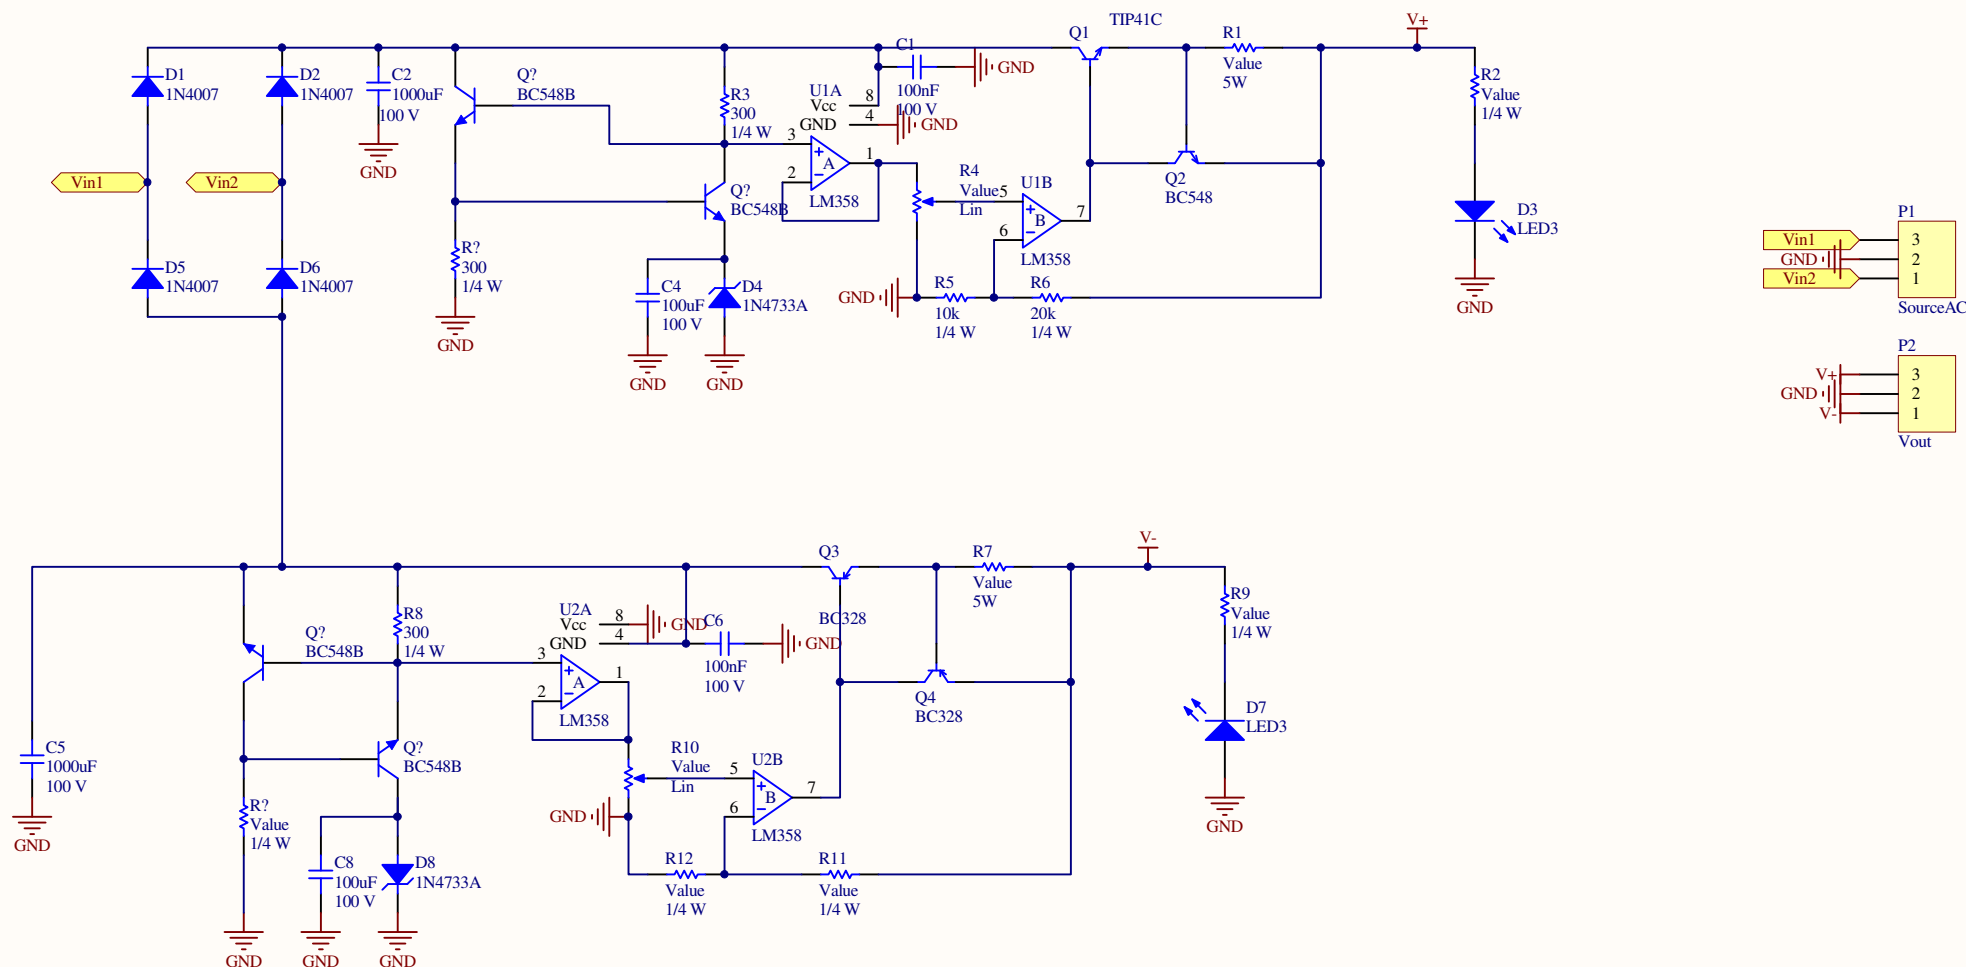 TIP41C
V+
Q1
R1
C1
D1
1N4007
D2
1N4007
C2
1000uF
100 V
Q?
BC548B
R3
300
1/4 W
U1A
Vcc
8
GND
4
100nF
100 V
GND
GND
Value
5W
R2
Value
1/4 W
GND
3
2
1
A
LM358
Vin1
Vin2
Q?
BC548B
R4
Value
Lin
5
6
7
U1B
B
LM358
Q2
BC548
D3
LED3
P1
Vin1
3
GND
2
Vin2
1
SourceAC
D5
1N4007
D6
1N4007
R?
300
1/4 W
GND
C4
100uF
100 V
D4
1N4733A
GND
R5
10k
1/4 W
R6
20k
1/4 W
GND
GND
GND
P2
V+
3
GND
2
V-
1
Vout
Q3
R7
Value
5W
V-
BC328
U2A
Vcc
8
GND
4
GND
C6
100nF
100 V
GND
R9
Value
1/4 W
Q?
BC548B
R8
300
1/4 W
3
2
1
A
LM358
Q4
BC328
D7
LED3
C5
1000uF
100 V
GND
Q?
BC548B
R10
Value
Lin
5
6
7
U2B
B
LM358
GND
GND
R?
Value
1/4 W
C8
100uF
100 V
D8
1N4733A
R12
Value
1/4 W
R11
Value
1/4 W
GND
GND
GND